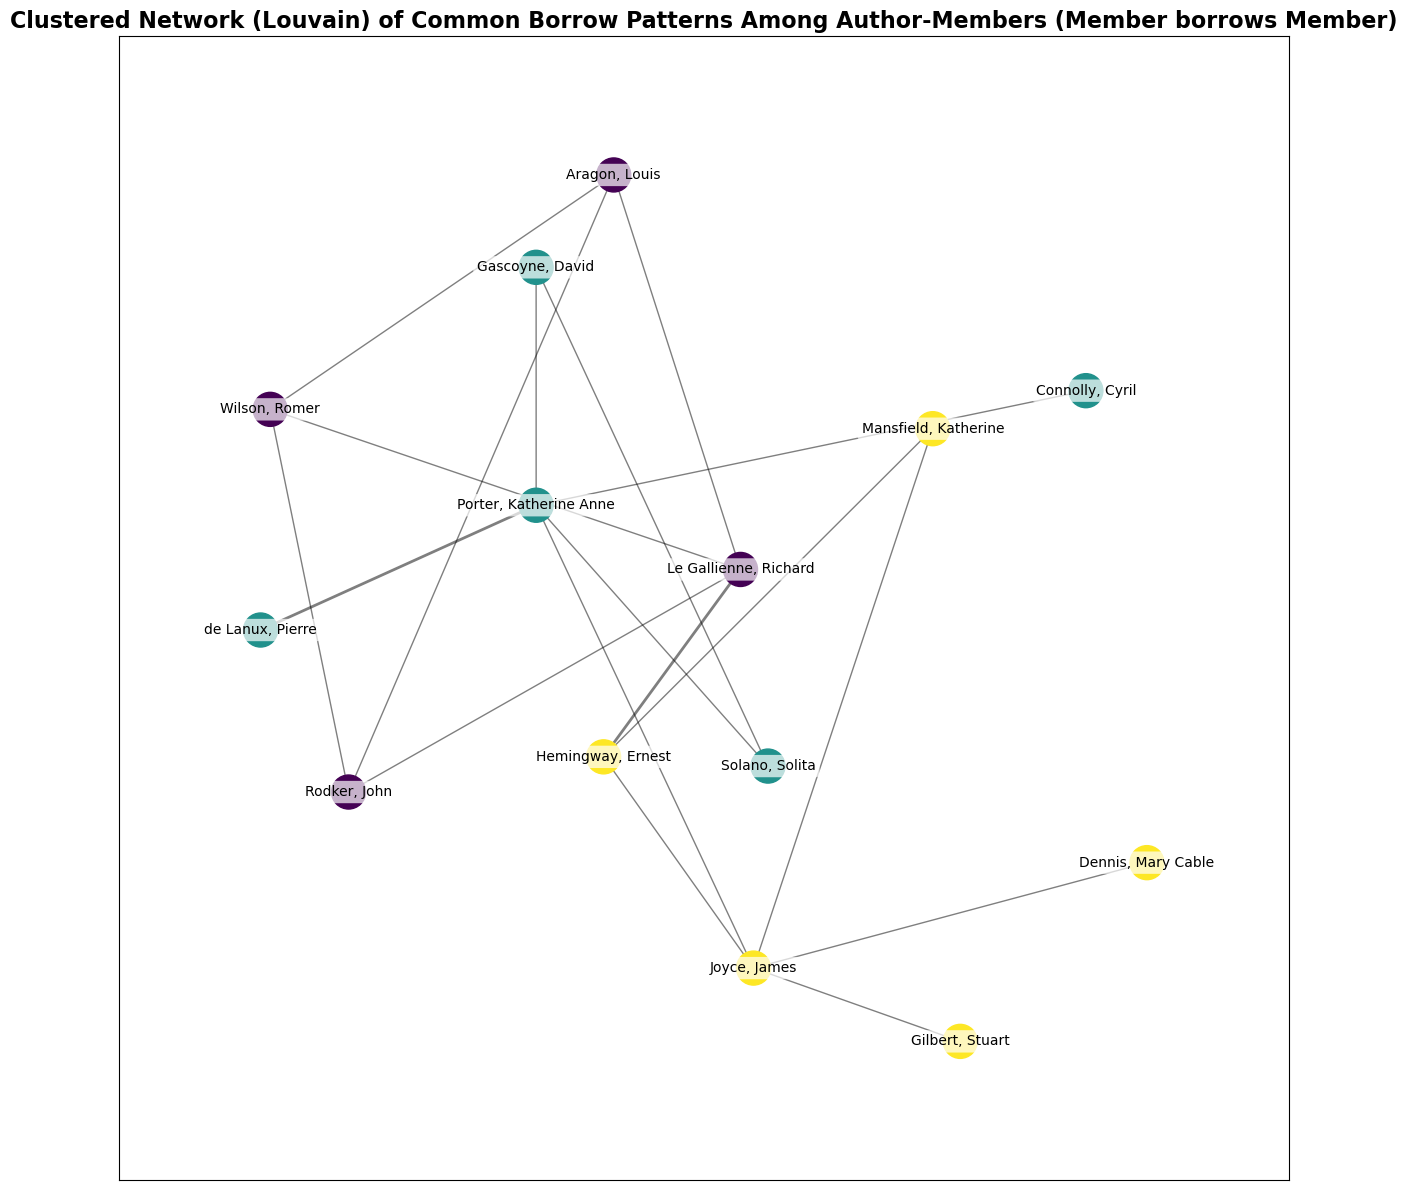 Clustered Network (Louvain) of Common Borrow Patterns Among Author-Members (Member borrows Member)
Aragon, Louis
Gascoyne, David
Connolly, Cyril
Wilson, Romer
Mansfield, Katherine
Porter, Katherine Anne
Le Gallienne, Richard
de Lanux, Pierre
Hemingway, Ernest
Solano, Solita
Rodker, John
Dennis, Mary Cable
Joyce, James
Gilbert, Stuart